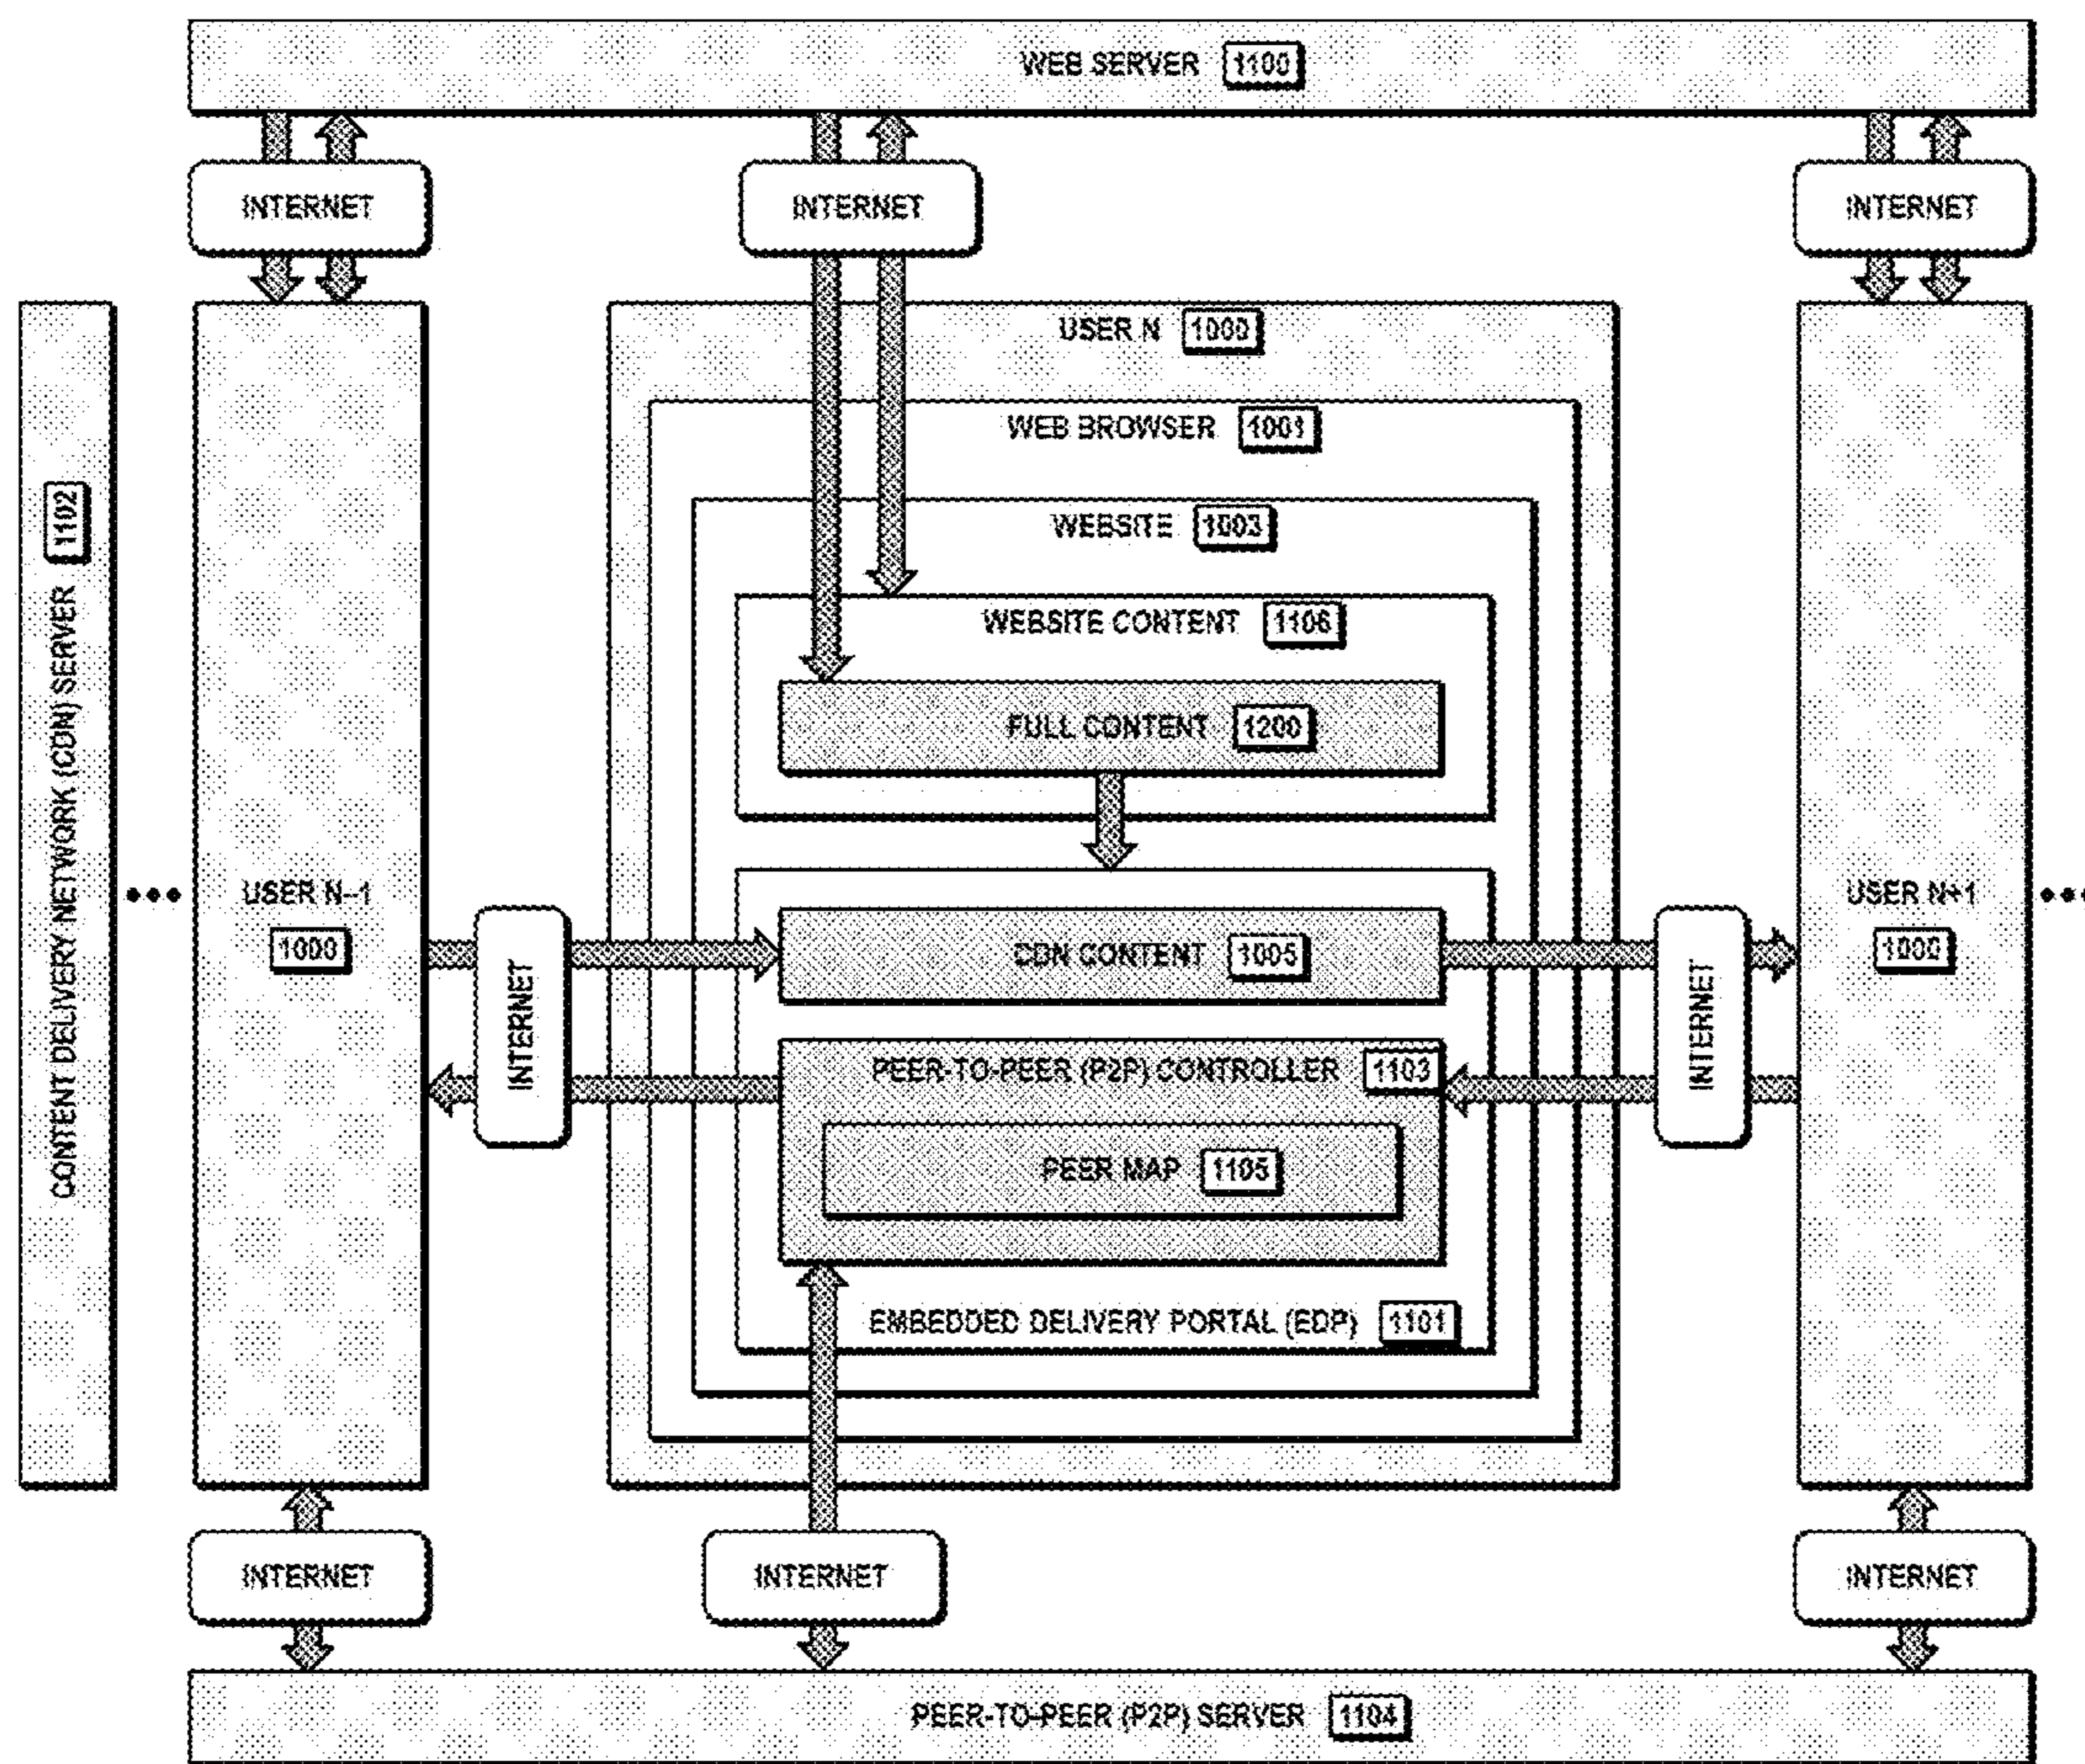 WEB SERVER 1100
INTERNET
INTERNET
INTERNET
USER N 1000
WEB BROWSER 1001
WEBSITE 1003
WEBSITE CONTENT 1106
FULL CONTENT 1200
CONTENT DELIVERY NETWORK (CDN) SERVER 1102
•••
USER N-1
1000
INTERNET
CDN CONTENT 1005
PEER-TO-PEER (P2P) CONTROLLER 1103
PEER MAP 1105
EMBEDDED DELIVERY PORTAL (EDP) 1101
INTERNET
USER N+1
1000
•••
INTERNET
INTERNET
INTERNET
PEER-TO-PEER (P2P) SERVER 1104